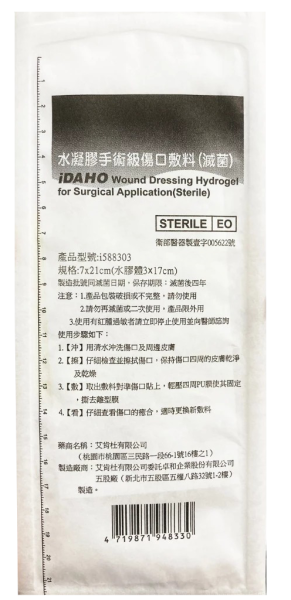 水凝膠手術級傷口敷料(滅菌)
iDAHO Wound Dressing Hydrogel
for Surgical Application(Sterile)
STERILE EO
衛部醫器製壹字005622號
產品型號:i588303
規格:7x21cm(水膠體3×17cm)
製造批號同滅菌日期,保存期限:滅菌後四年
注意:1.產品包裝破損或不完整,請勿使用
2.請勿再滅菌或二次使用,產品限外用
3.使用有紅腫過敏者請立即停止使用並向醫師諮詢
使用步驟如下:
1.【沖】用清水沖洗傷口及周邊皮膚
2.【擦】仔細檢查並擦拭傷口,保持傷口四周的皮膚乾淨
及乾燥
3.【敷】取出敷料對準傷口貼上,輕壓四周PU膜使其固定
,撕去離型膜
4.【看】仔細查看傷口的癒合,適時更換新敷料
藥商名稱:艾肯杜有限公司
(桃園市桃園區三民路一段66-1號16樓之1)
製造廠商:艾肯杜有限公司委託卓和企業股份有限公司
五股廠(新北市五股區五權八路32號1-2樓)
製造。
4 719871 948330